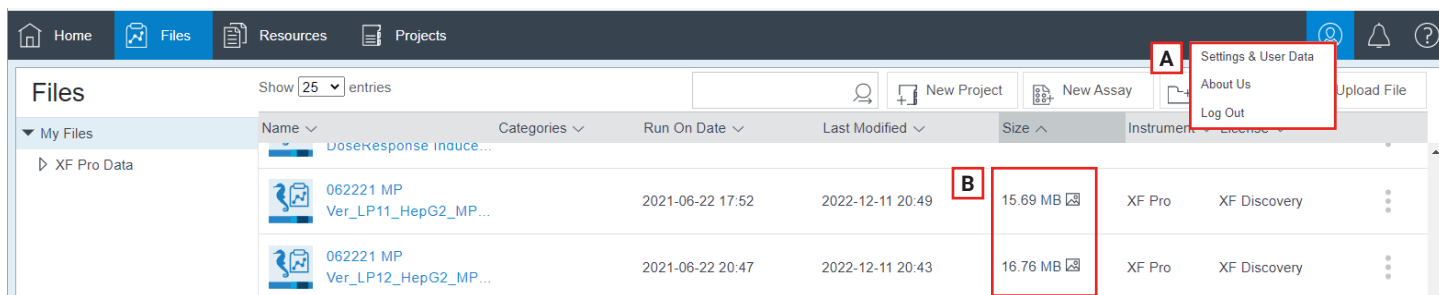 Home Files Resources Projects
A
Settings & User Data
About Us
Log Out
Files
Show 25 entries
New Project
New Assay
Upload File
My Files
XF Pro Data
Name Categories Run On Date Last Modified Size Instrument License
DoseResponse Induce...
062221 MP
Ver_LP11_HepG2_MP...
2021-06-22 17:52 2022-12-11 20:49 B 15.69 MB XF Pro XF Discovery
062221 MP
Ver_LP12_HepG2_MP...
2021-06-22 20:47 2022-12-11 20:43 16.76 MB XF Pro XF Discovery